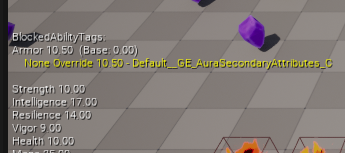 BlockedAbilityTags:
Armor 10.50 (Base: 0.00)
None Override 10.50 - Default__GE_AuraSecondaryAttributes_C
Strength 10.00
Intelligence 17.00
Resilience 14.00
Vigor 9.00
Health 10.00